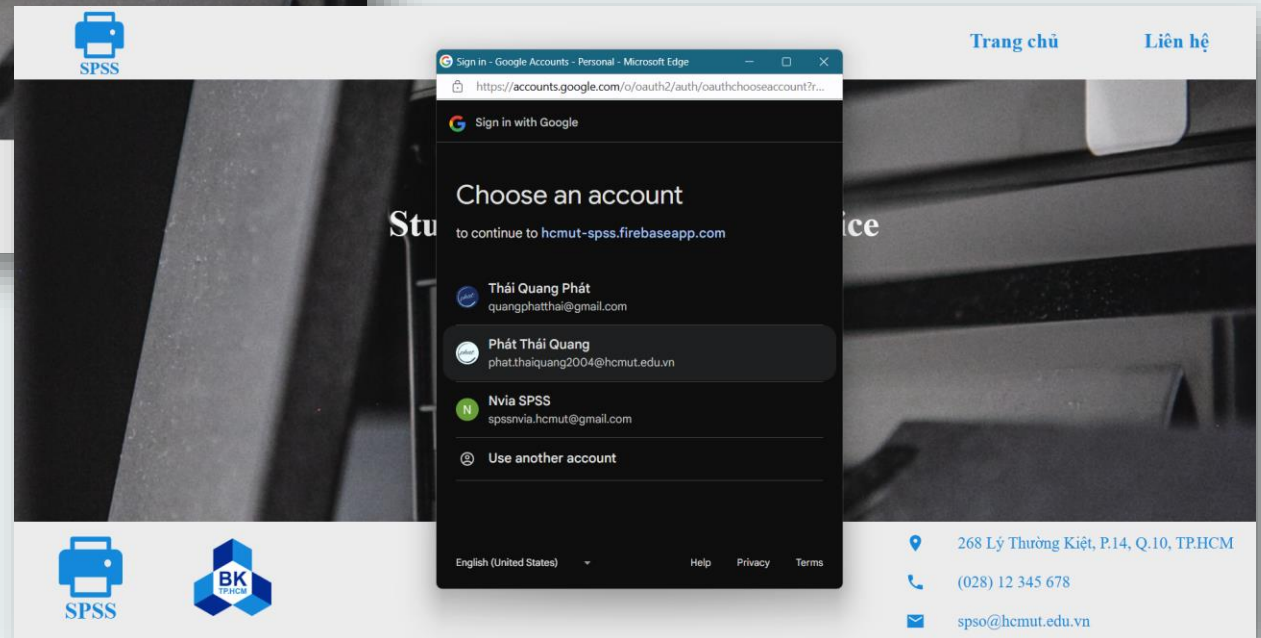 SPSS
Trang chủ
Liên hệ
Sign in - Google Accounts - Personal - Microsoft Edge
https://accounts.google.com/o/oauth2/auth/oauthchooseaccount?r...
Sign in with Google
Choose an account
to continue to hcmut-spss.firebaseapp.com
Stu
ice
Thái Quang Phát
phat
quangphatthai@gmail.com
Phát Thái Quang
phat
phat.thaiquang2004@hcmut.edu.vn
Nvia SPSS
N
spssnvia.hcmut@gmail.com
Use another account
English (United States)
Help
Privacy
Terms
SPSS
BK
TP.HCM
268 Lý Thường Kiệt, P.14, Q.10, TP.HCM
(028) 12 345 678
spso@hcmut.edu.vn